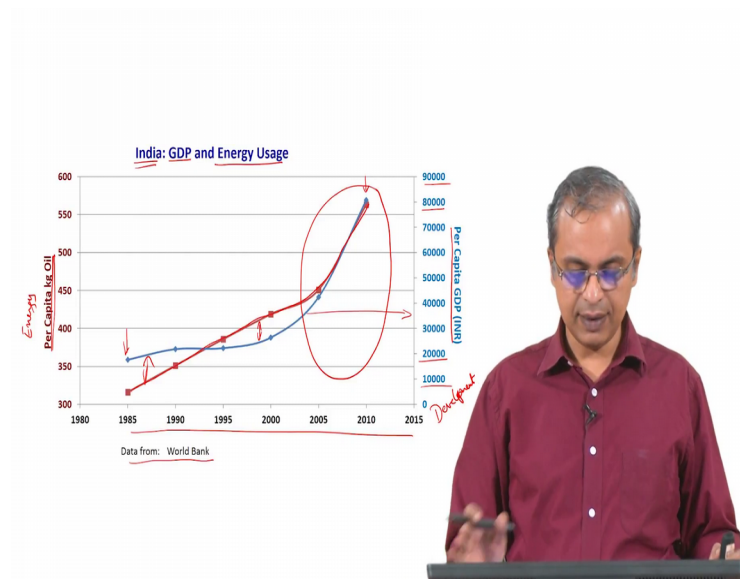 India: GDP and Energy Usage
600
550
500
450
400
350
300
90000
80000
70000
60000
50000
40000
30000
20000
10000
0
Energy
Per Capita kg Oil
Per Capita GDP (INR)
Development
1980 1985 1990 1995 2000 2005 2010 2015
Data from: World Bank